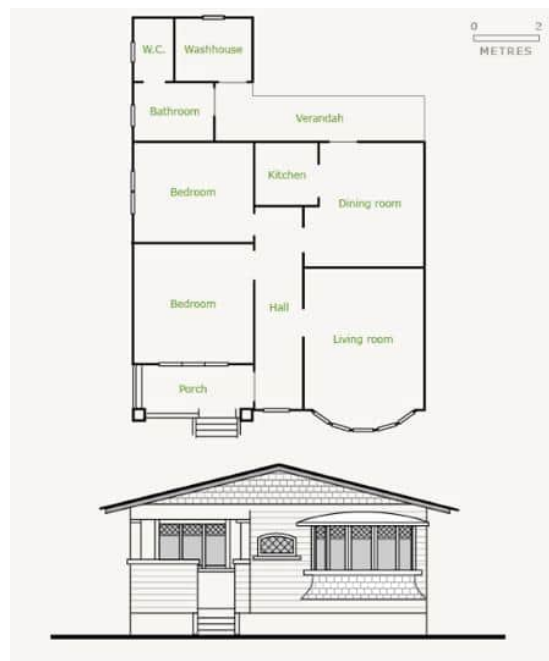 0 2
METRES
W.C. Washhouse
Bathroom
Verandah
Kitchen
Bedroom
Dining room
Bedroom
Hall
Living room
Porch